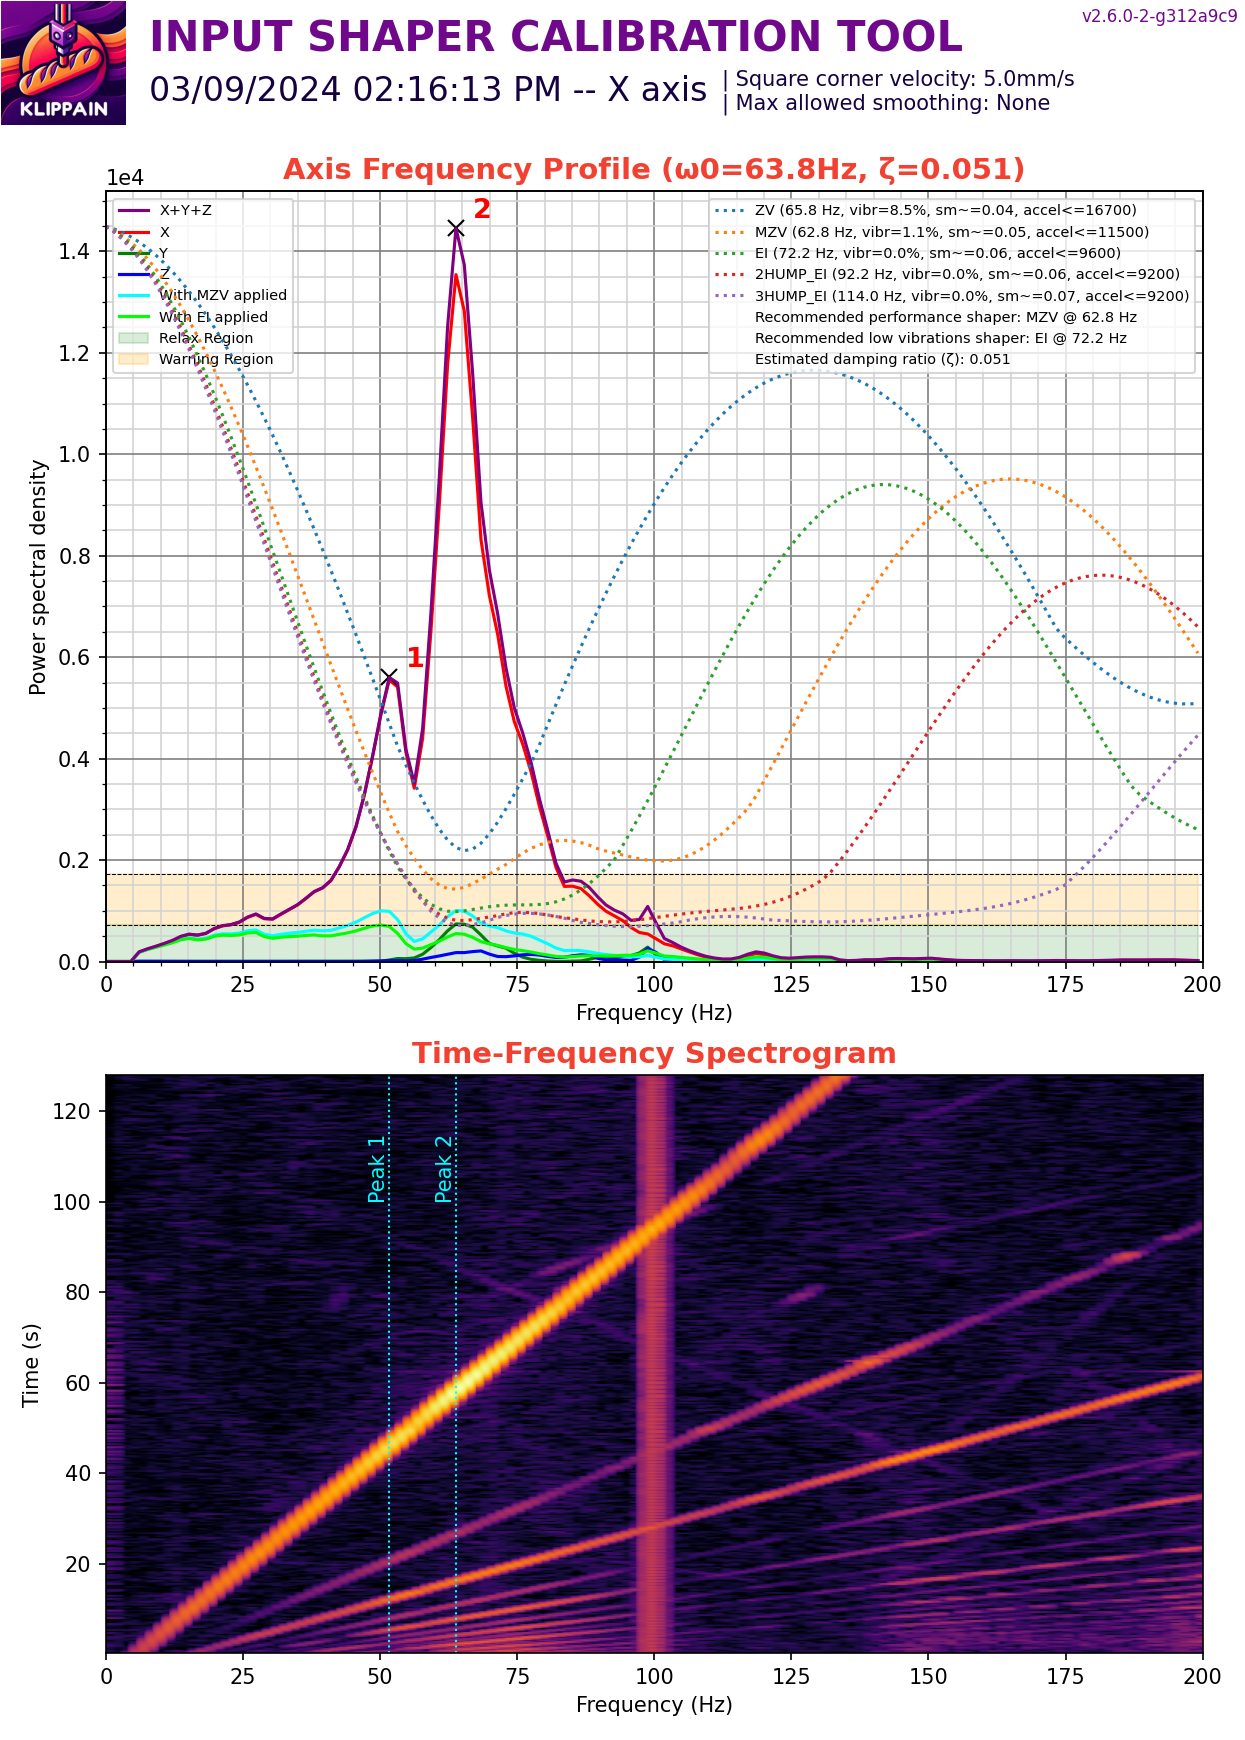 v2.6.0-2-g312a9c9
INPUT SHAPER CALIBRATION TOOL
KLIPPAIN
03/09/2024 02:16:13 PM -- X axis
| Square corner velocity: 5.0mm/s
| Max allowed smoothing: None
Axis Frequency Profile (ω0=63.8Hz, ζ=0.051)
1e4
X+Y+Z
X
Y
Z
With MZV applied
With EI applied
Relax Region
Warning Region
2
1
ZV (65.8 Hz, vibr=8.5%, sm~=0.04, accel<=16700)
MZV (62.8 Hz, vibr=1.1%, sm~=0.05, accel<=11500)
EI (72.2 Hz, vibr=0.0%, sm~=0.06, accel<=9600)
2HUMP_EI (92.2 Hz, vibr=0.0%, sm~=0.06, accel<=9200)
3HUMP_EI (114.0 Hz, vibr=0.0%, sm~=0.07, accel<=9200)
Recommended performance shaper: MZV @ 62.8 Hz
Recommended low vibrations shaper: EI @ 72.2 Hz
Estimated damping ratio (ζ): 0.051
Power spectral density
1.4
1.2
1.0
0.8
0.6
0.4
0.2
0.0
0 25 50 75 100 125 150 175 200
Frequency (Hz)
Time-Frequency Spectrogram
Peak 1
Peak 2
Time (s)
120
100
80
60
40
20
0 25 50 75 100 125 150 175 200
Frequency (Hz)